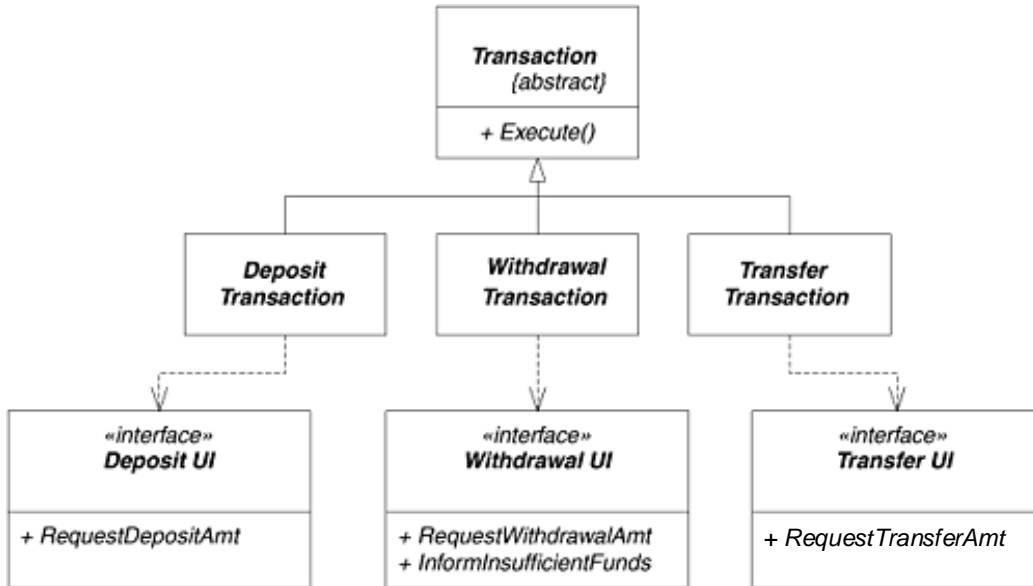 Transaction
{abstract}
+ Execute()
Deposit
Transaction
Withdrawal
Transaction
Transfer
Transaction
«interface»
Deposit UI
+ RequestDepositAmt
«interface»
Withdrawal UI
+ RequestWithdrawalAmt
+ InformInsufficientFunds
«interface»
Transfer UI
+ RequestTransferAmt